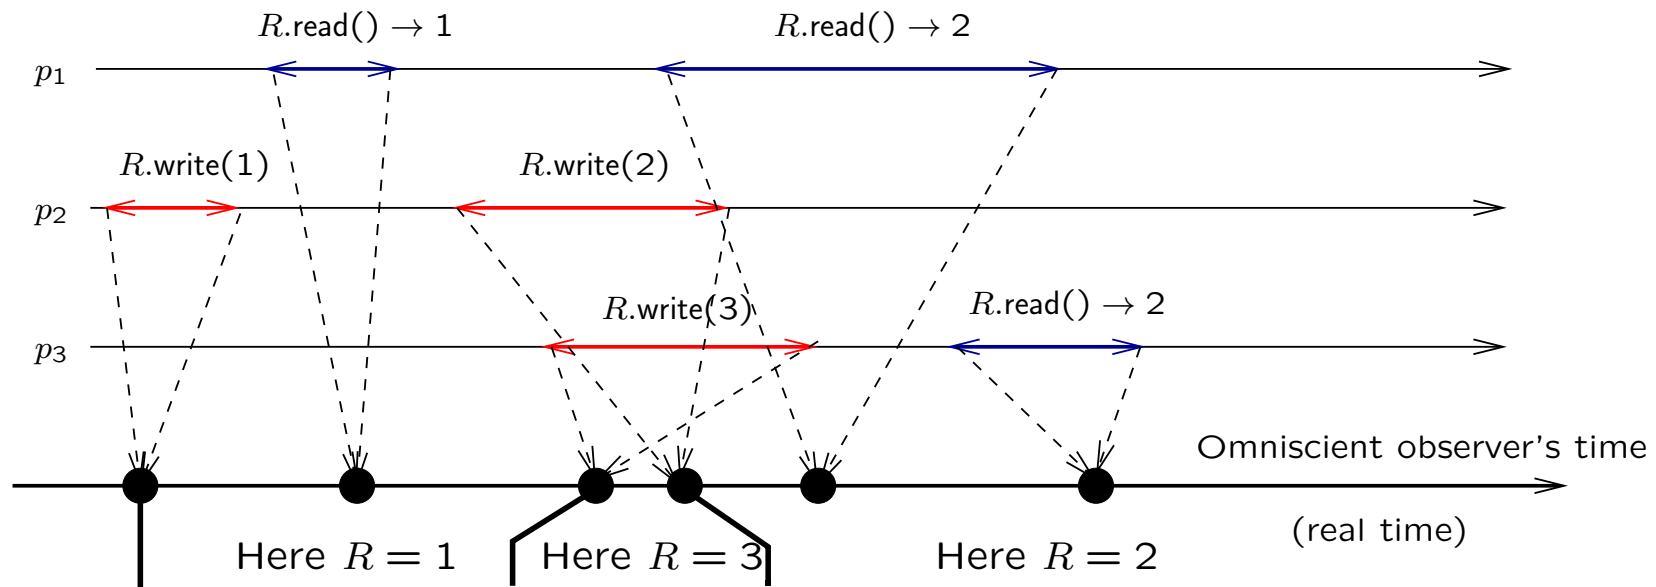 R.read() → 1
R.read() → 2
p₁
R.write(1)
R.write(2)
p₂
R.write(3)
R.read() → 2
p₃
Omniscient observer's time
(real time)
Here R = 1
Here R = 3
Here R = 2